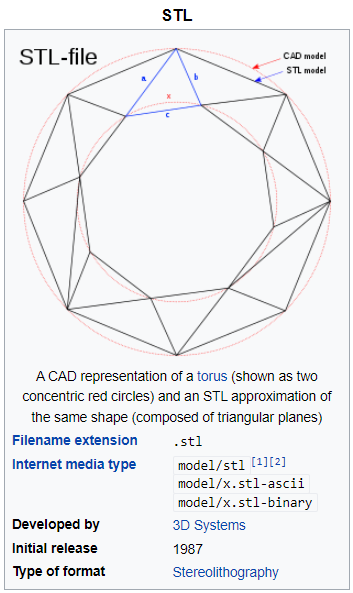 STL
STL-file
CAD model
STL model
a
b
x
c
A CAD representation of a torus (shown as two
concentric red circles) and an STL approximation of
the same shape (composed of triangular planes)
Filename extension .stl
Internet media type model/stl [1][2]
model/x.stl-ascii
model/x.stl-binary
Developed by 3D Systems
Initial release 1987
Type of format Stereolithography